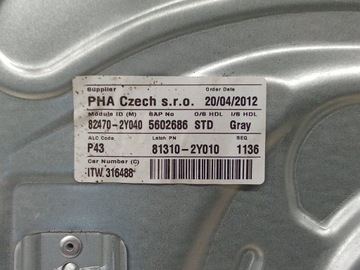 Supplier Order Date
PHA Czech s.r.o. 20/04/2012
Module ID (M) SAP No O/S HDL I/S HDL
82470-2Y040 5602686 STD Gray
ALC Code Latch PN SEQ
P43 81310-2Y010 1136
Car Number (C)
ITW 316488